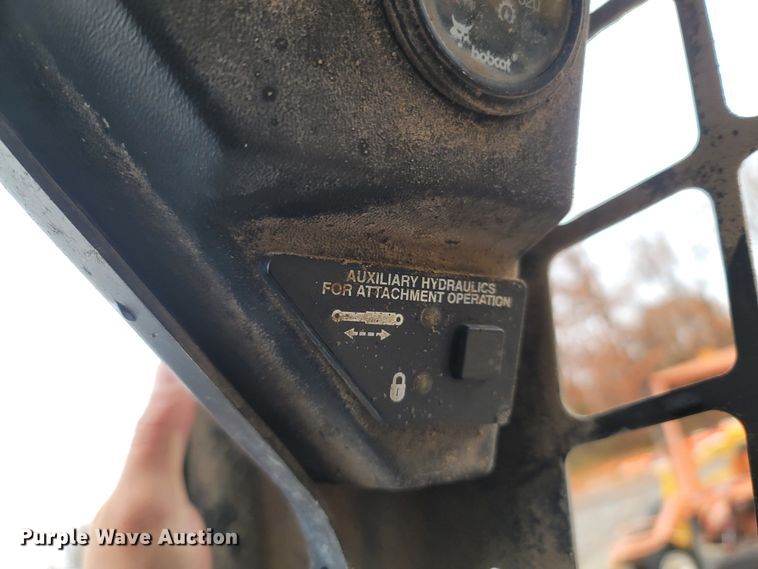 bobcat
AUXILIARY HYDRAULICS
FOR ATTACHMENT OPERATION
Purple Wave Auction